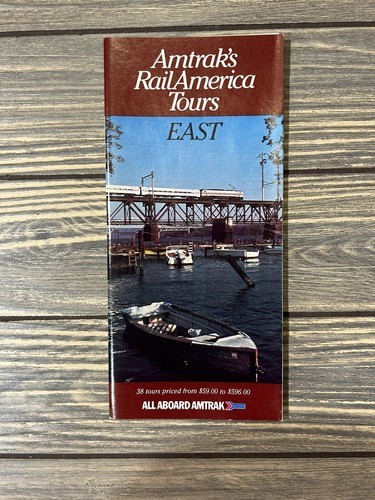 Amtrak's
RailAmerica
Tours
EAST
38 tours priced from $59.00 to $596.00
ALL ABOARD AMTRAK